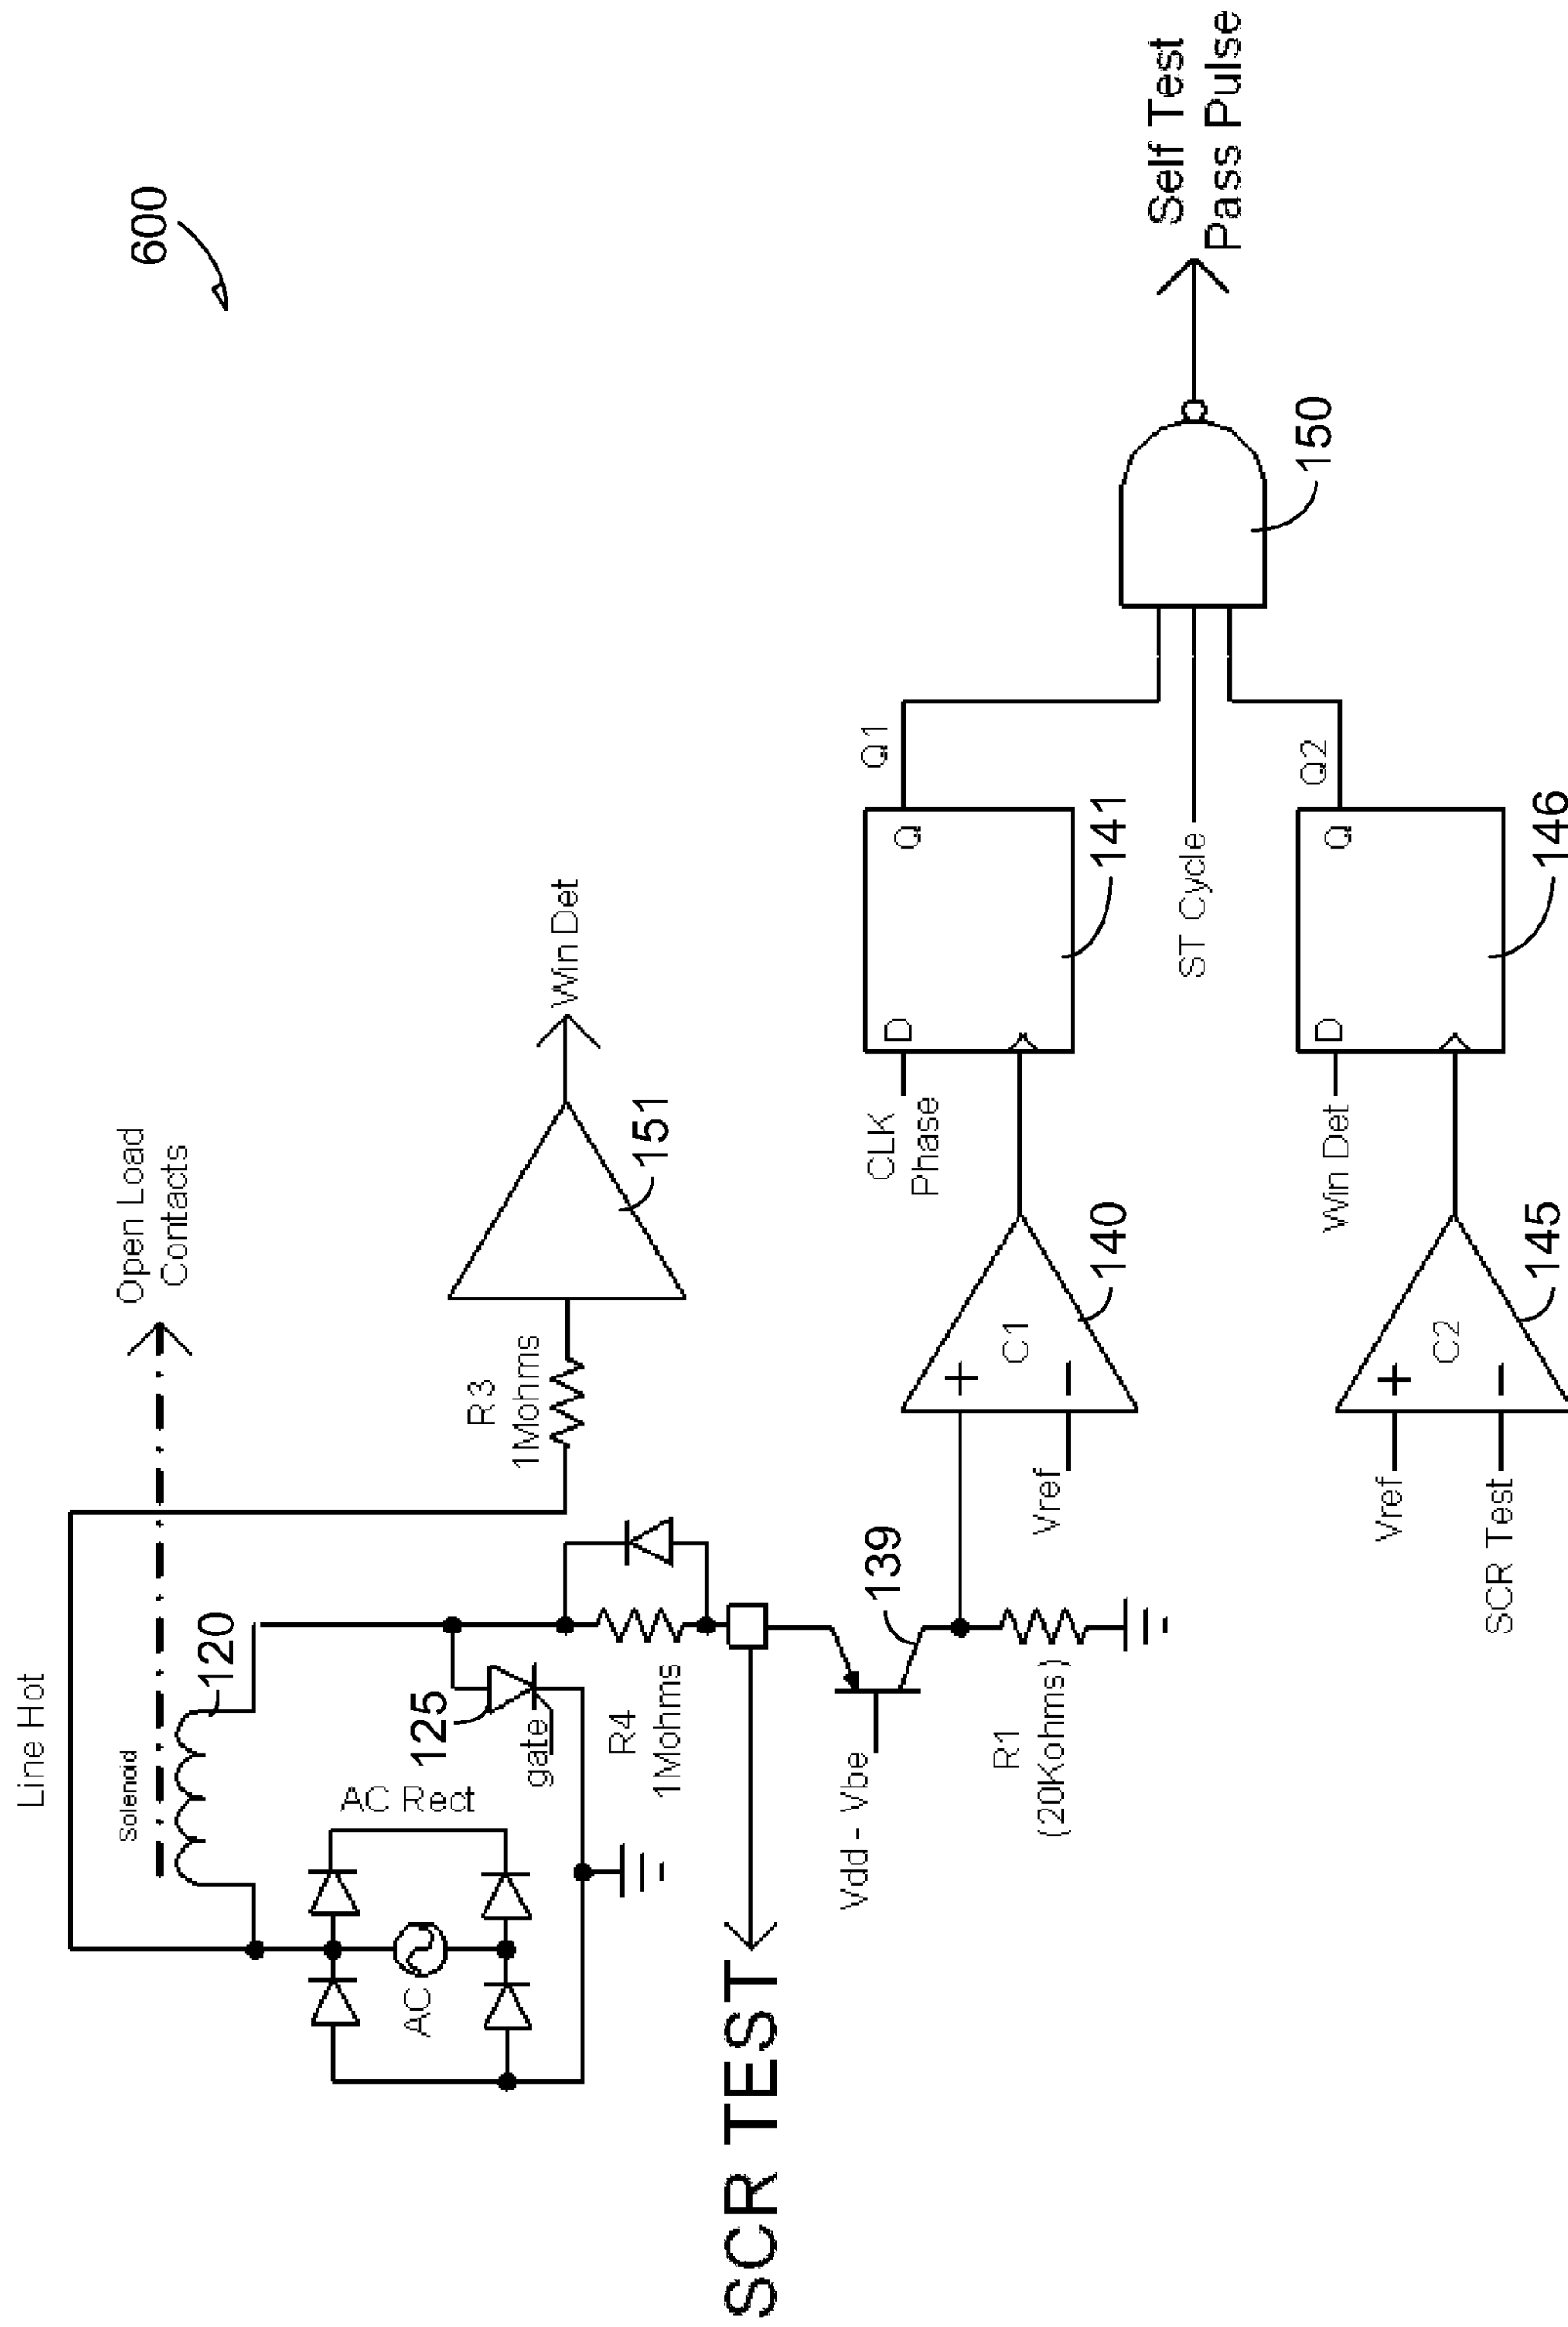 600
Line Hot
Solenoid
120
Open Load
Contacts
AC Rect
AC
125
gate
R4
1Mohms
R3
1Mohms
151
Win Det
SCR TEST
Vdd - Vbe
139
R1
(20Kohms)
Vref
C1
+
−
140
CLK
Phase
D
Q
141
Q1
ST Cycle
Vref
SCR Test
C2
+
−
145
Win Det
D
Q
146
Q2
150
Self Test
Pass Pulse